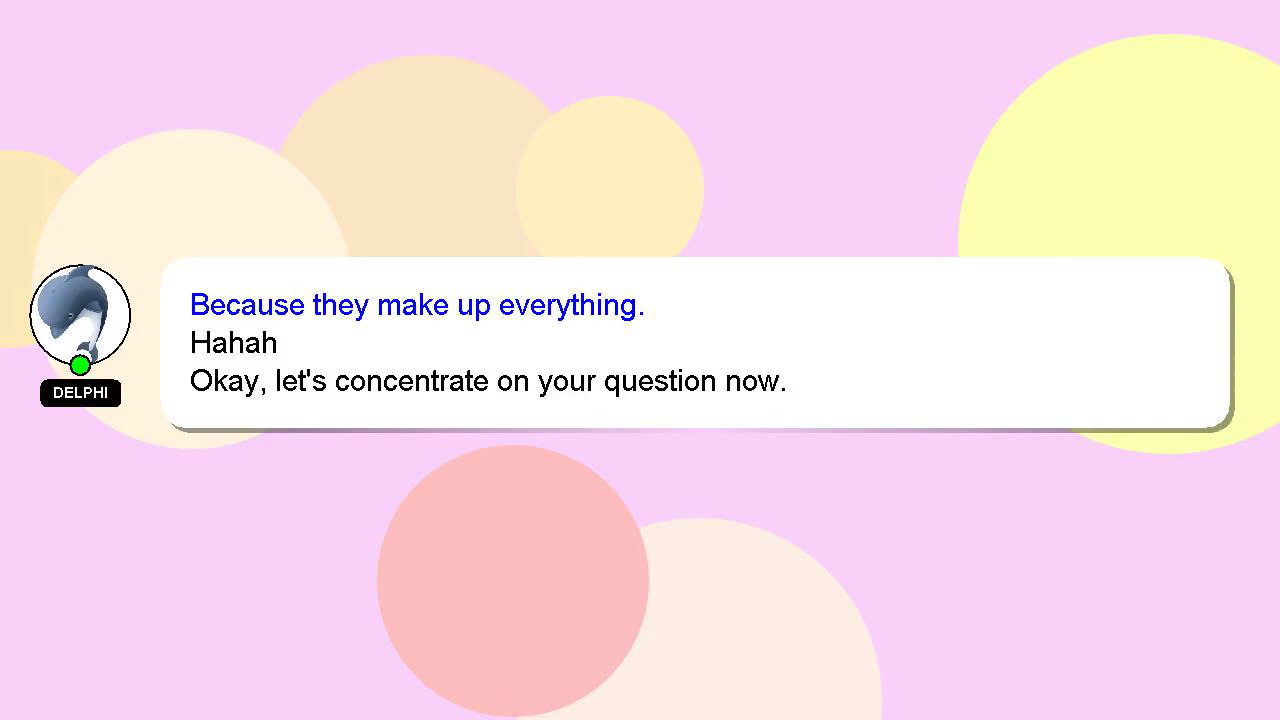 Because they make up everything.
Hahah
Okay, let's concentrate on your question now.
DELPHI